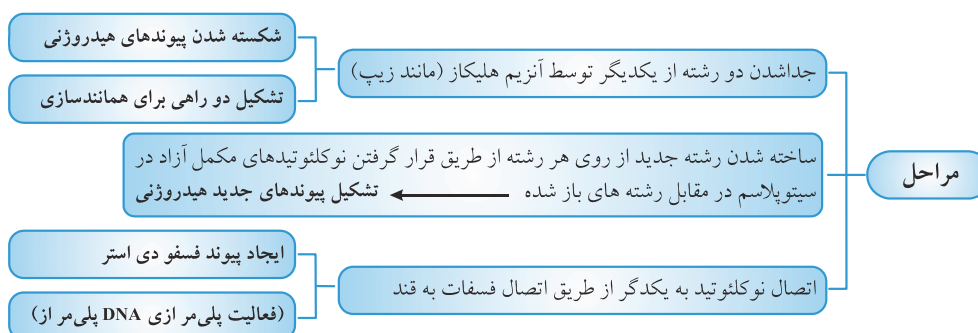 مراحل
جداشدن دو رشته از یکدیگر توسط آنزیم هلیکاز (مانند زیپ)
شکسته شدن پیوندهای هیدروژنی
تشکیل دو راهی برای همانندسازی
ساخته شدن رشته جدید از روی هر رشته از طریق قرار گرفتن نوکلئوتیدهای مکمل آزاد در
سیتوپلاسم در مقابل رشته های باز شده ← تشکیل پیوندهای جدید هیدروژنی
اتصال نوکلئوتید به یکدگر از طریق اتصال فسفات به قند
ایجاد پیوند فسفو دی استر
(فعالیت پلی‌مر ازی DNA پلی‌مر از)